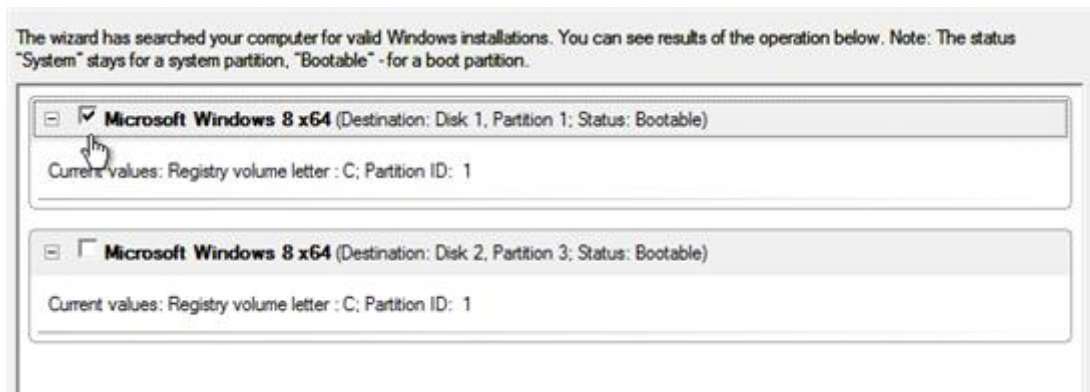 The wizard has searched your computer for valid Windows installations. You can see results of the operation below. Note: The status
"System" stays for a system partition, "Bootable" - for a boot partition.
Microsoft Windows 8 x64 (Destination: Disk 1, Partition 1; Status: Bootable)
Current values: Registry volume letter : C; Partition ID: 1
Microsoft Windows 8 x64 (Destination: Disk 2, Partition 3; Status: Bootable)
Current values: Registry volume letter : C; Partition ID: 1